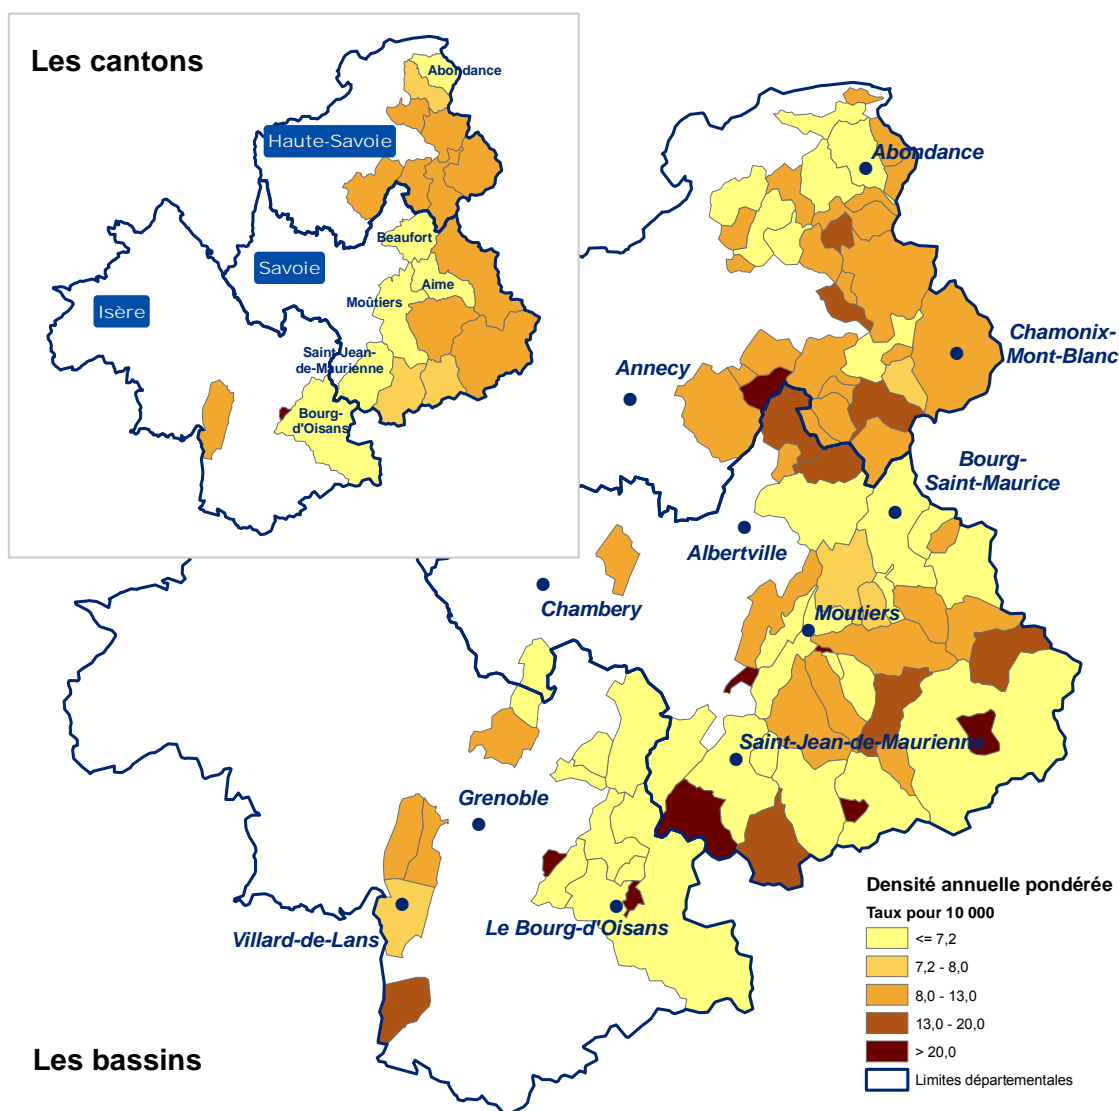 Les cantons
Abondance
Haute-Savoie
Beaufort
Savoie
Aime
Moûtiers
Isère
Saint-Jean-
de-Maurienne
Bourg-
d'Oisans
Abondance
Chamonix-
Mont-Blanc
Annecy
Bourg-
Saint-Maurice
Albertville
Chambery
Moutiers
Saint-Jean-de-Maurienne
Grenoble
Le Bourg-d'Oisans
Villard-de-Lans
Densité annuelle pondérée
Taux pour 10 000
<= 7,2
7,2 - 8,0
8,0 - 13,0
13,0 - 20,0
> 20,0
Limites départementales
Les bassins